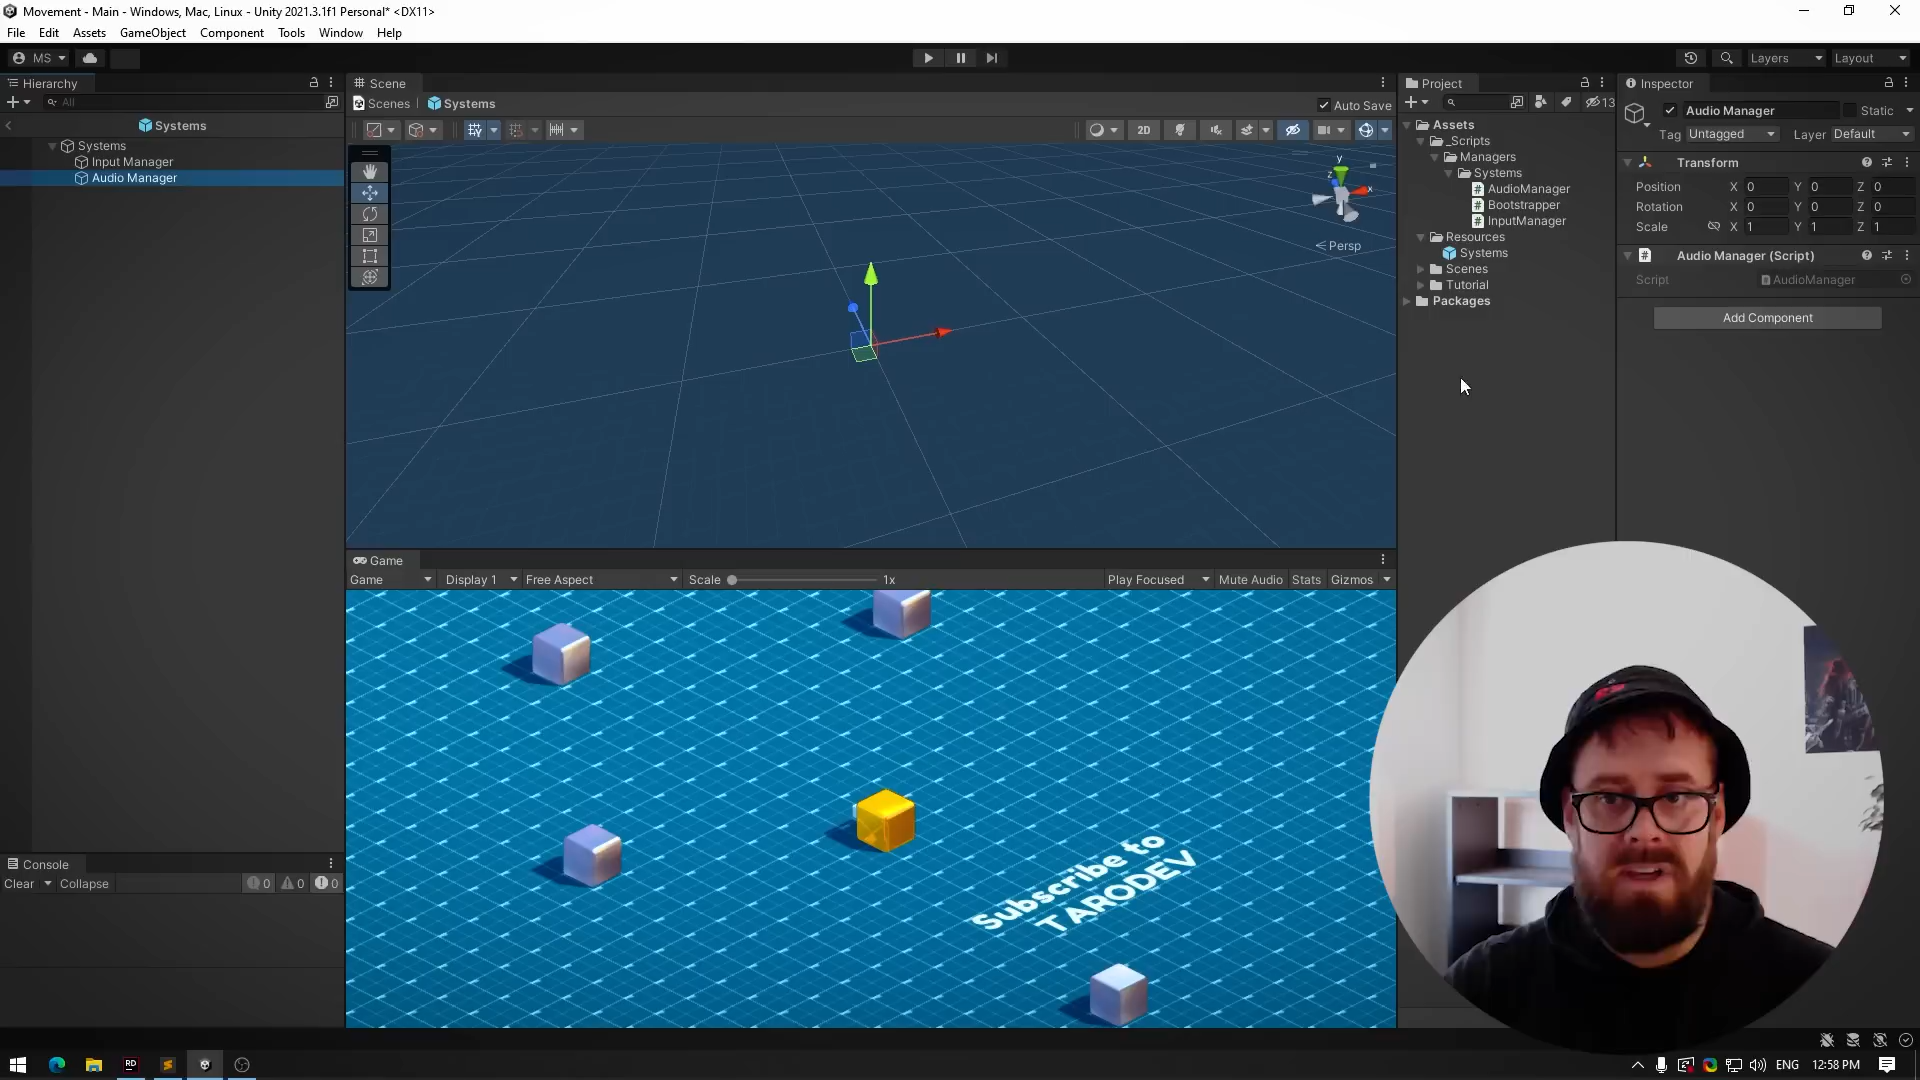 Movement - Main - Windows, Mac, Linux - Unity 2021.3.1f1 Personal* <DX11>
File Edit Assets GameObject Component Tools Window Help
MS Layers Layout
Hierarchy
All
Systems
Systems
Input Manager
Audio Manager
Scene
Scenes Systems Auto Save
2D
y
z
x
Persp
Game
Game Display 1 Free Aspect Scale 1x Play Focused Mute Audio Stats Gizmos
Subscribe to
TARODEV
Console
Clear Collapse 0 0 0
Project
13
Assets
_Scripts
Managers
Systems
AudioManager
Bootstrapper
InputManager
Resources
Systems
Scenes
Tutorial
Packages
Inspector
Audio Manager Static
Tag Untagged Layer Default
Transform
Position X 0 Y 0 Z 0
Rotation X 0 Y 0 Z 0
Scale X 1 Y 1 Z 1
Audio Manager (Script)
Script AudioManager
Add Component
RD
ENG 12:58 PM